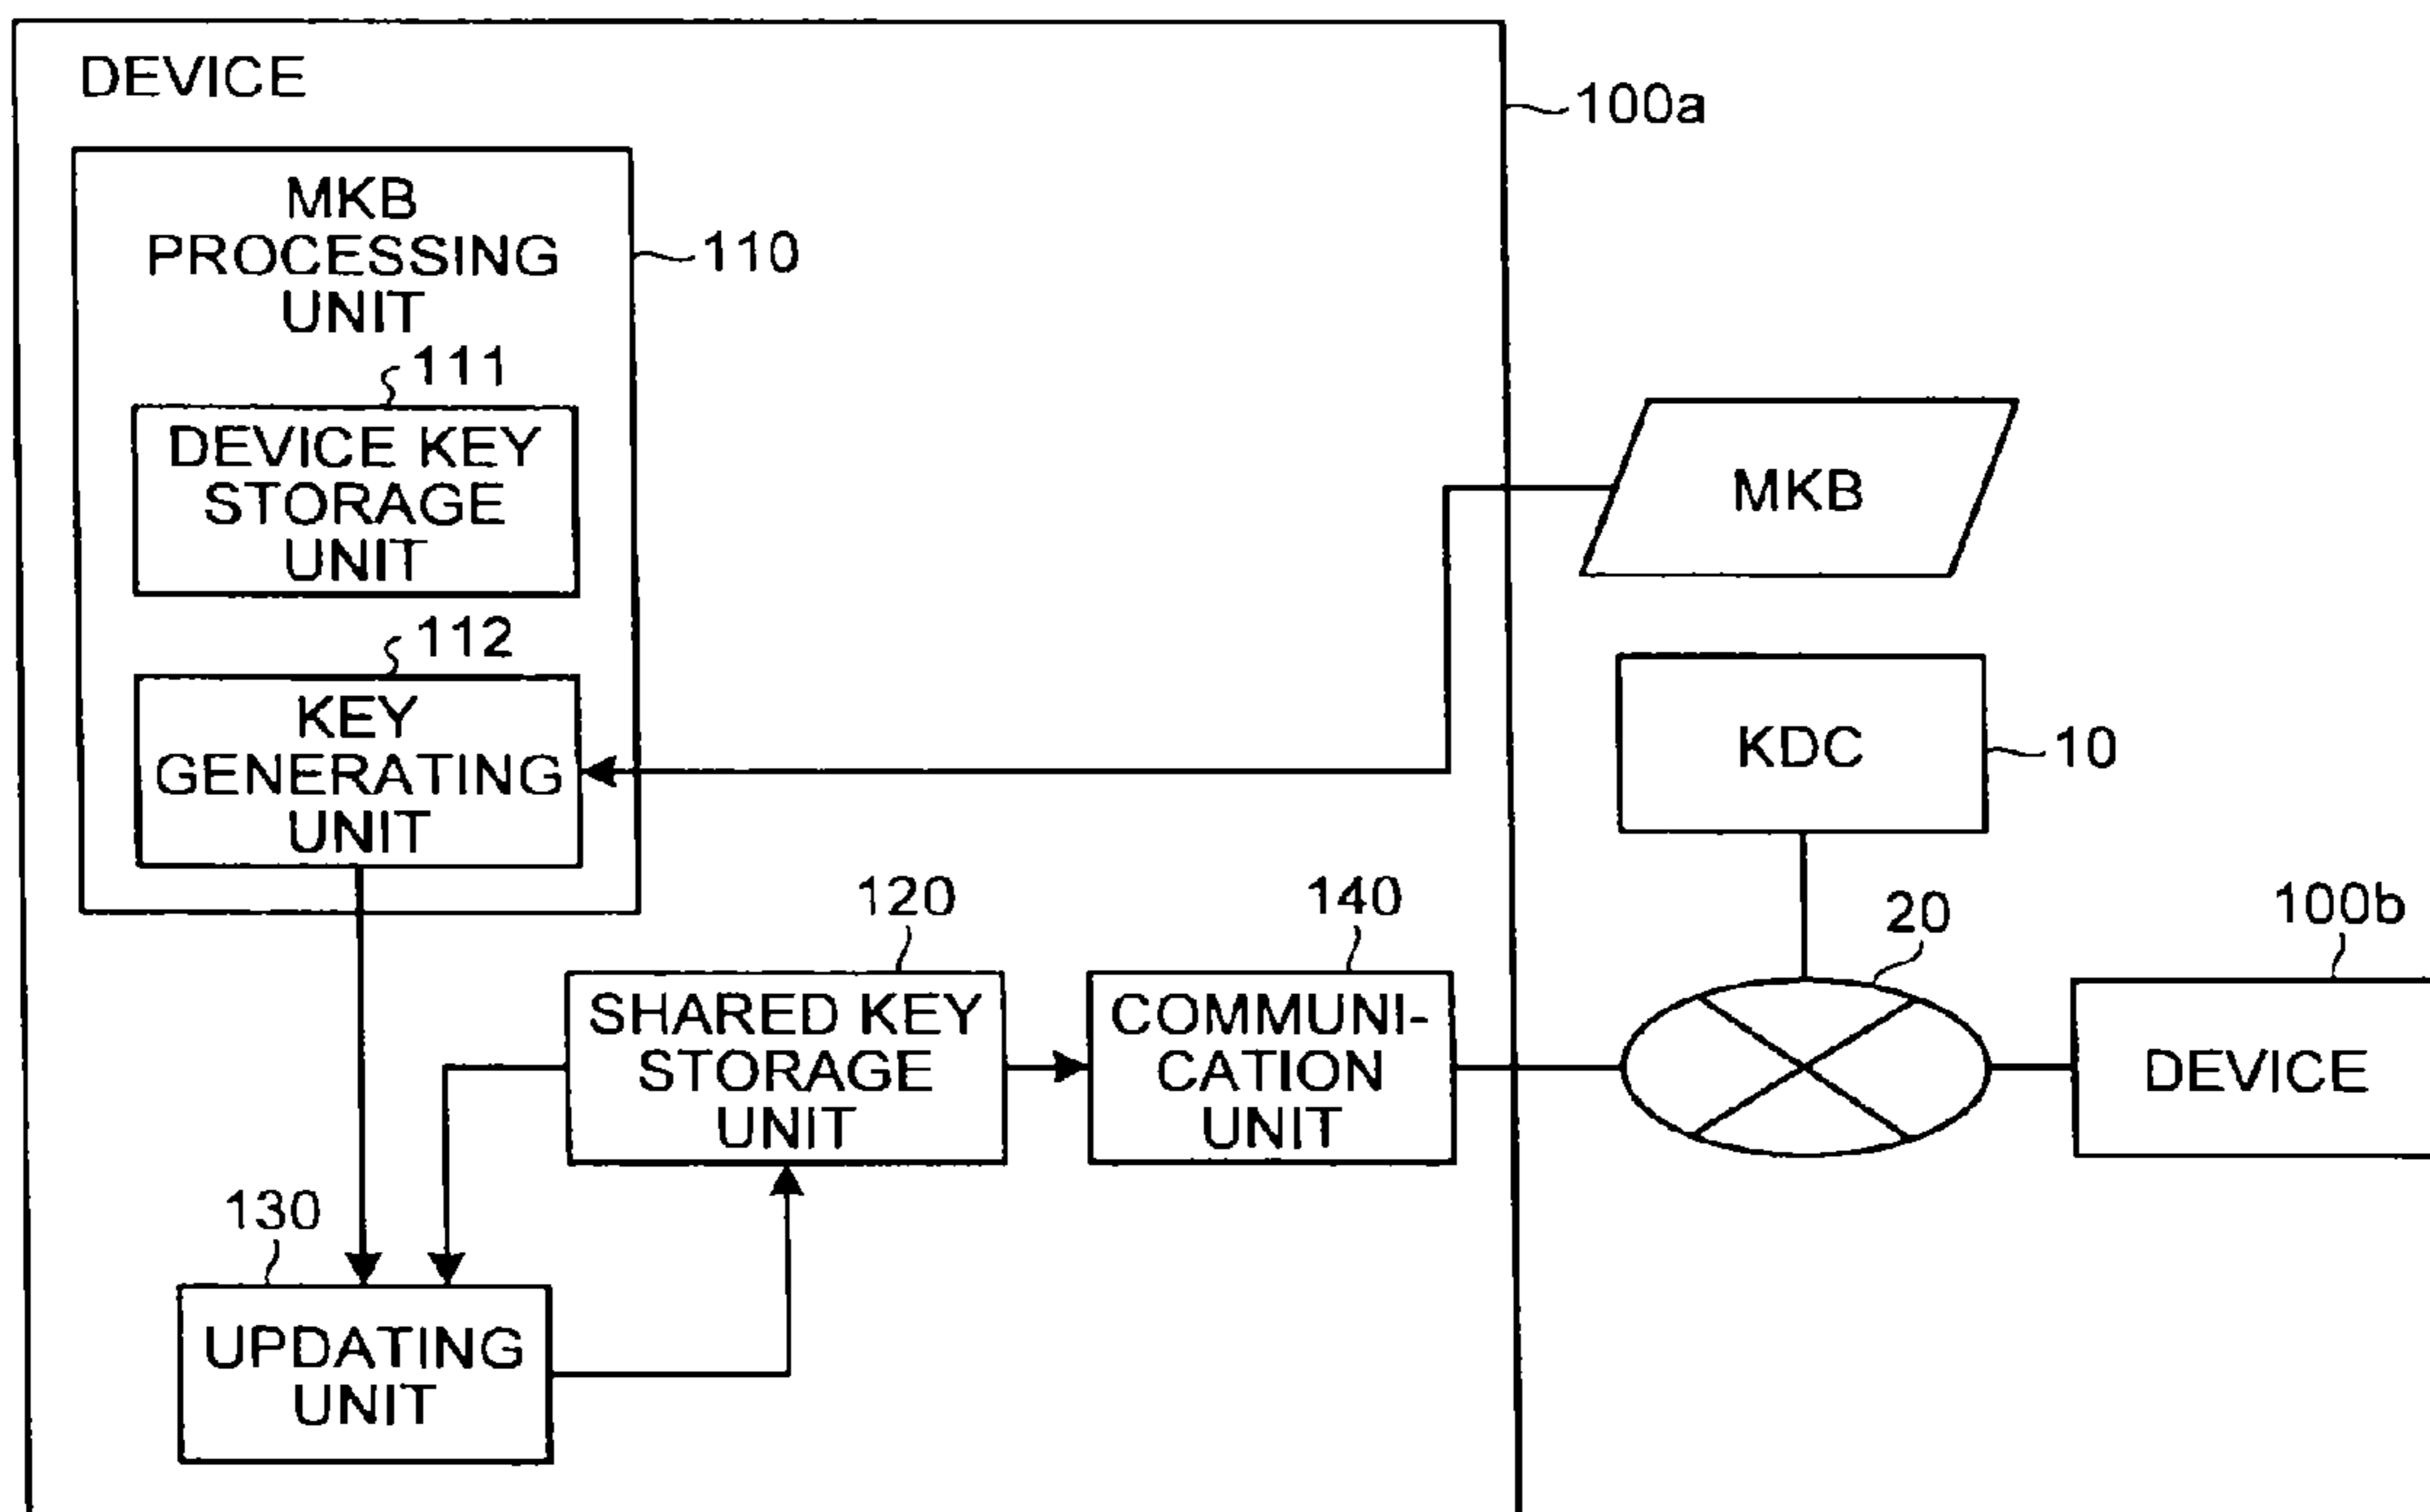 DEVICE
100a
MKB
PROCESSING
UNIT
110
111
DEVICE KEY
STORAGE
UNIT
MKB
112
KEY
GENERATING
UNIT
KDC
10
120
140
20
100b
SHARED KEY
STORAGE
UNIT
COMMUNI-
CATION
UNIT
DEVICE
130
UPDATING
UNIT